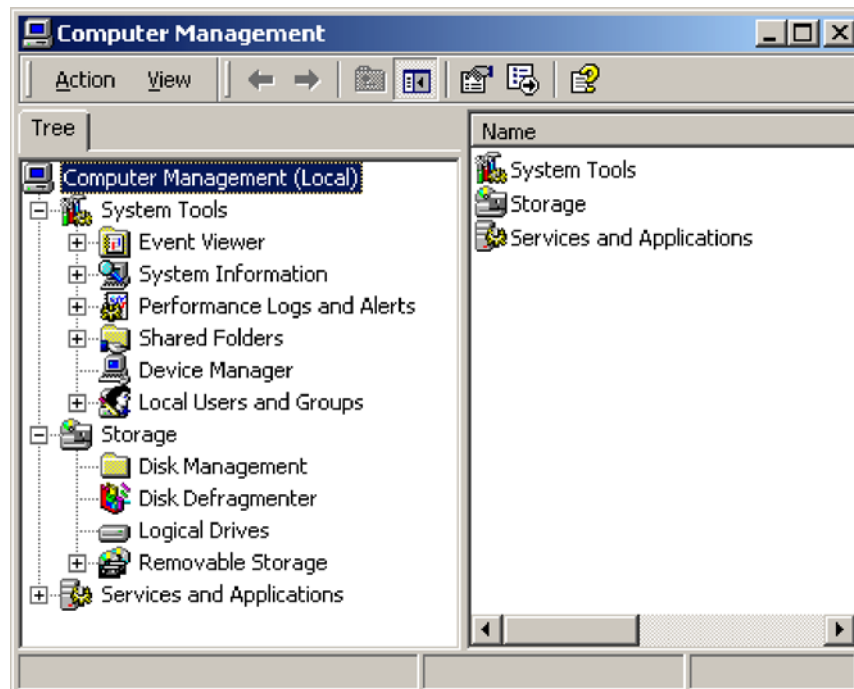 Computer Management
Action View
Tree
Name
Computer Management (Local)
System Tools
Event Viewer
System Information
Performance Logs and Alerts
Shared Folders
Device Manager
Local Users and Groups
Storage
Disk Management
Disk Defragmenter
Logical Drives
Removable Storage
Services and Applications
System Tools
Storage
Services and Applications